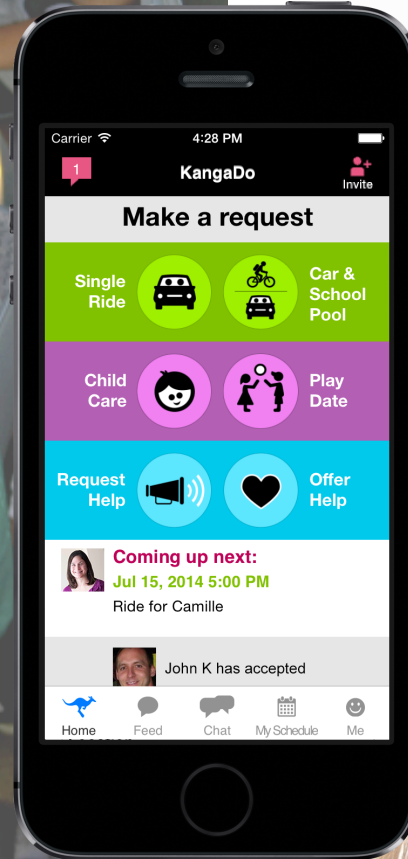 Carrier 4:28 PM
1 KangaDo Invite
Make a request
Single
Ride
Car &
School
Pool
Child
Care
Play
Date
Request
Help
Offer
Help
Coming up next:
Jul 15, 2014 5:00 PM
Ride for Camille
John K has accepted
Home Feed Chat My Schedule Me